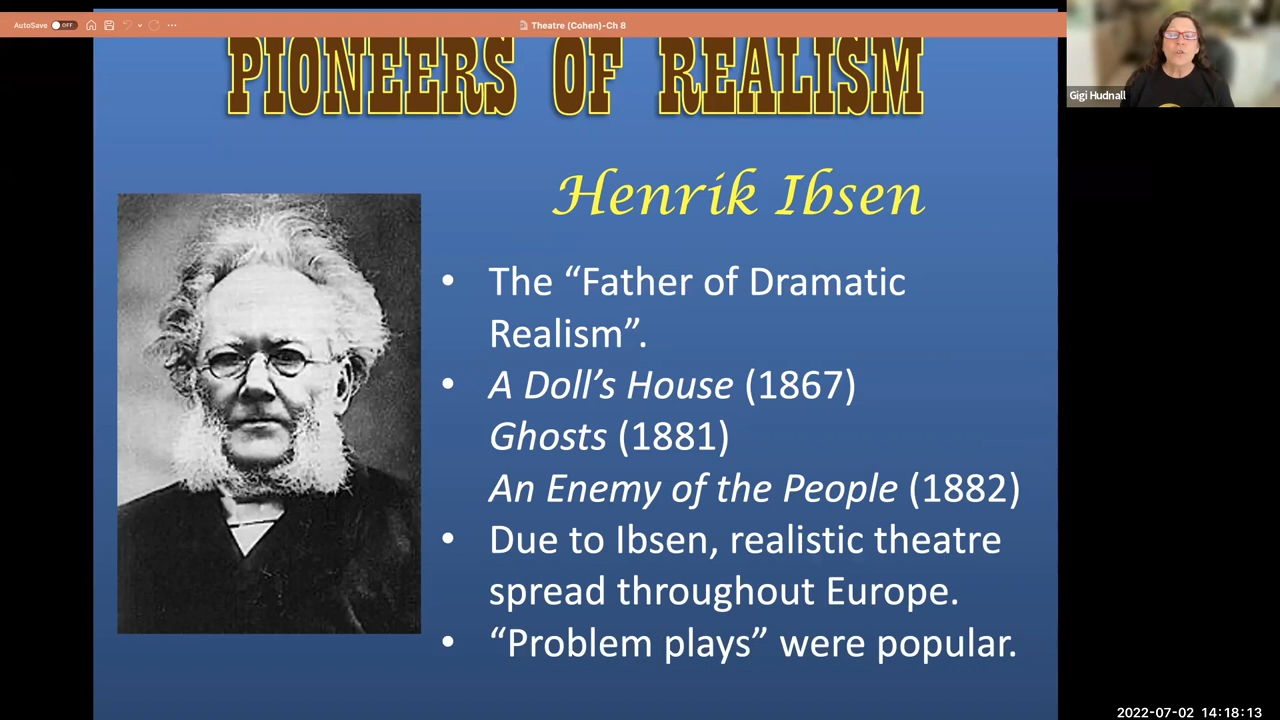 AutoSave OFF
Theatre (Cohen)-Ch 8
PIONEERS OF REALISM
Gigi Hudnall
Henrik Ibsen
• The “Father of Dramatic
Realism”.
• A Doll’s House (1867)
Ghosts (1881)
An Enemy of the People (1882)
• Due to Ibsen, realistic theatre
spread throughout Europe.
• “Problem plays” were popular.
2022-07-02 14:18:13